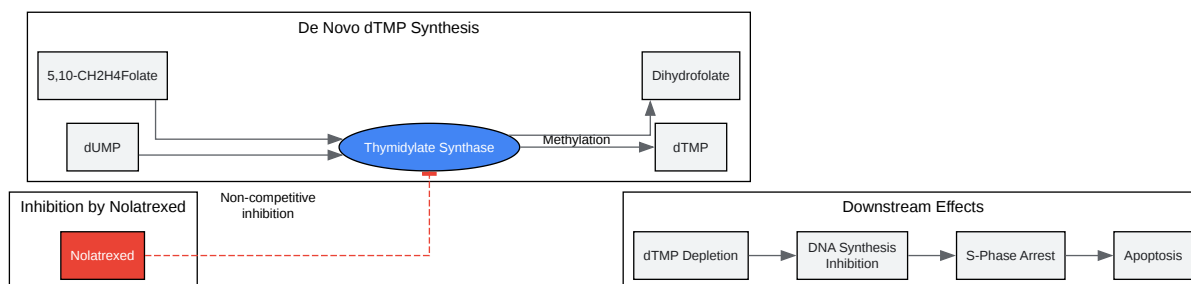 De Novo dTMP Synthesis
5,10-CH2H4Folate
Dihydrofolate
dUMP
Thymidylate Synthase
Methylation
dTMP
Inhibition by Nolatrexed
Non-competitive
inhibition
Nolatrexed
Downstream Effects
dTMP Depletion
DNA Synthesis
Inhibition
S-Phase Arrest
Apoptosis